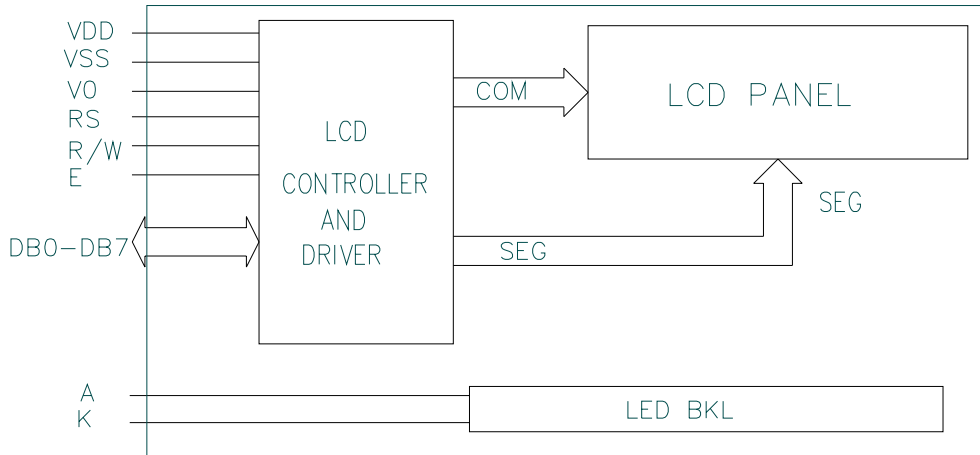 VDD
VSS
V0
RS
R/W
E
DB0-DB7
A
K
LCD
CONTROLLER
AND
DRIVER
COM
SEG
LCD PANEL
SEG
LED BKL